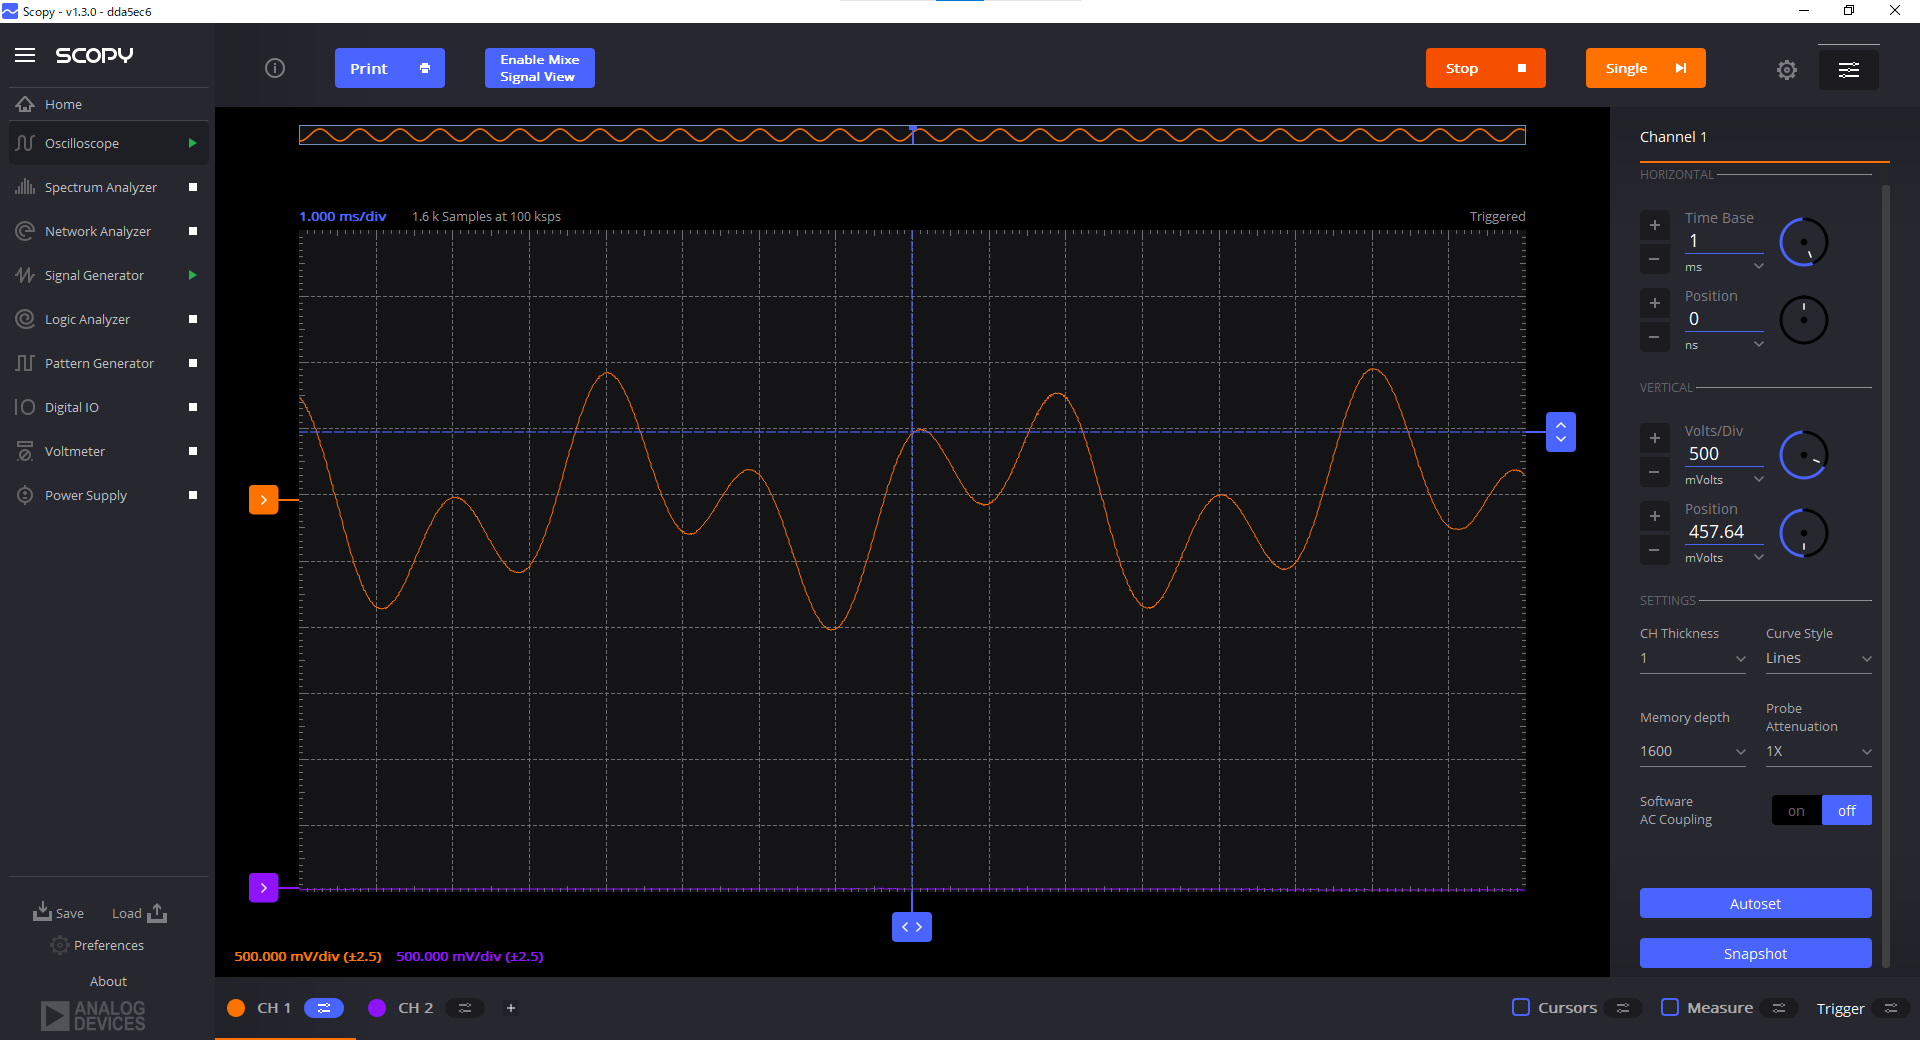 Scopy - v1.3.0 - dda5ec6
SCOPY
Home
Oscilloscope
Spectrum Analyzer
Network Analyzer
Signal Generator
Logic Analyzer
Pattern Generator
Digital IO
Voltmeter
Power Supply
Save
Load
Preferences
About
ANALOG
DEVICES
Print
Enable Mixe
Signal View
Stop
Single
1.000 ms/div
1.6 k Samples at 100 ksps
Triggered
500.000 mV/div (±2.5)
500.000 mV/div (±2.5)
CH 1
CH 2
+
Cursors
Measure
Trigger
Channel 1
HORIZONTAL
Time Base
1
ms
Position
0
ns
VERTICAL
Volts/Div
500
mVolts
Position
457.64
mVolts
SETTINGS
CH Thickness
1
Curve Style
Lines
Memory depth
1600
Probe
Attenuation
1X
Software
AC Coupling
on
off
Autoset
Snapshot